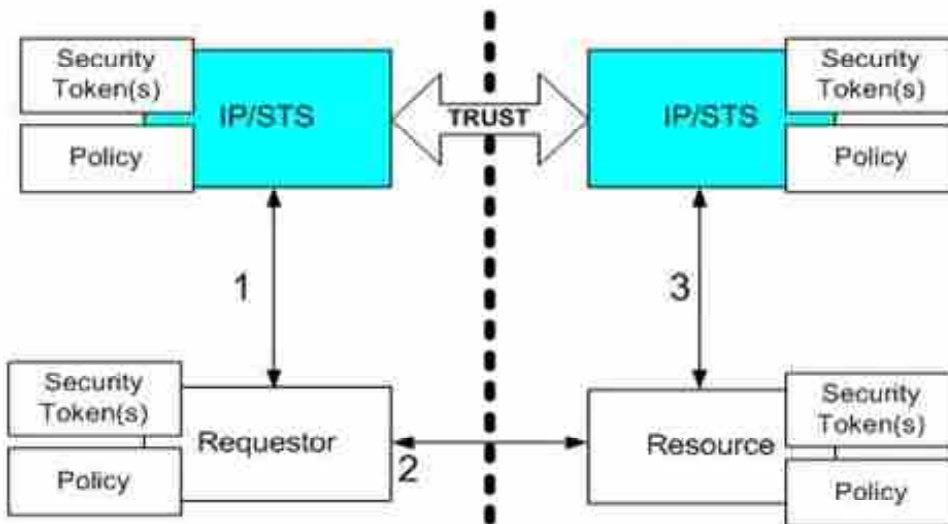 Security
Token(s)
Policy
IP/STS
TRUST
IP/STS
Security
Token(s)
Policy
1
3
Security
Token(s)
Policy
Requestor
2
Resource
Security
Token(s)
Policy